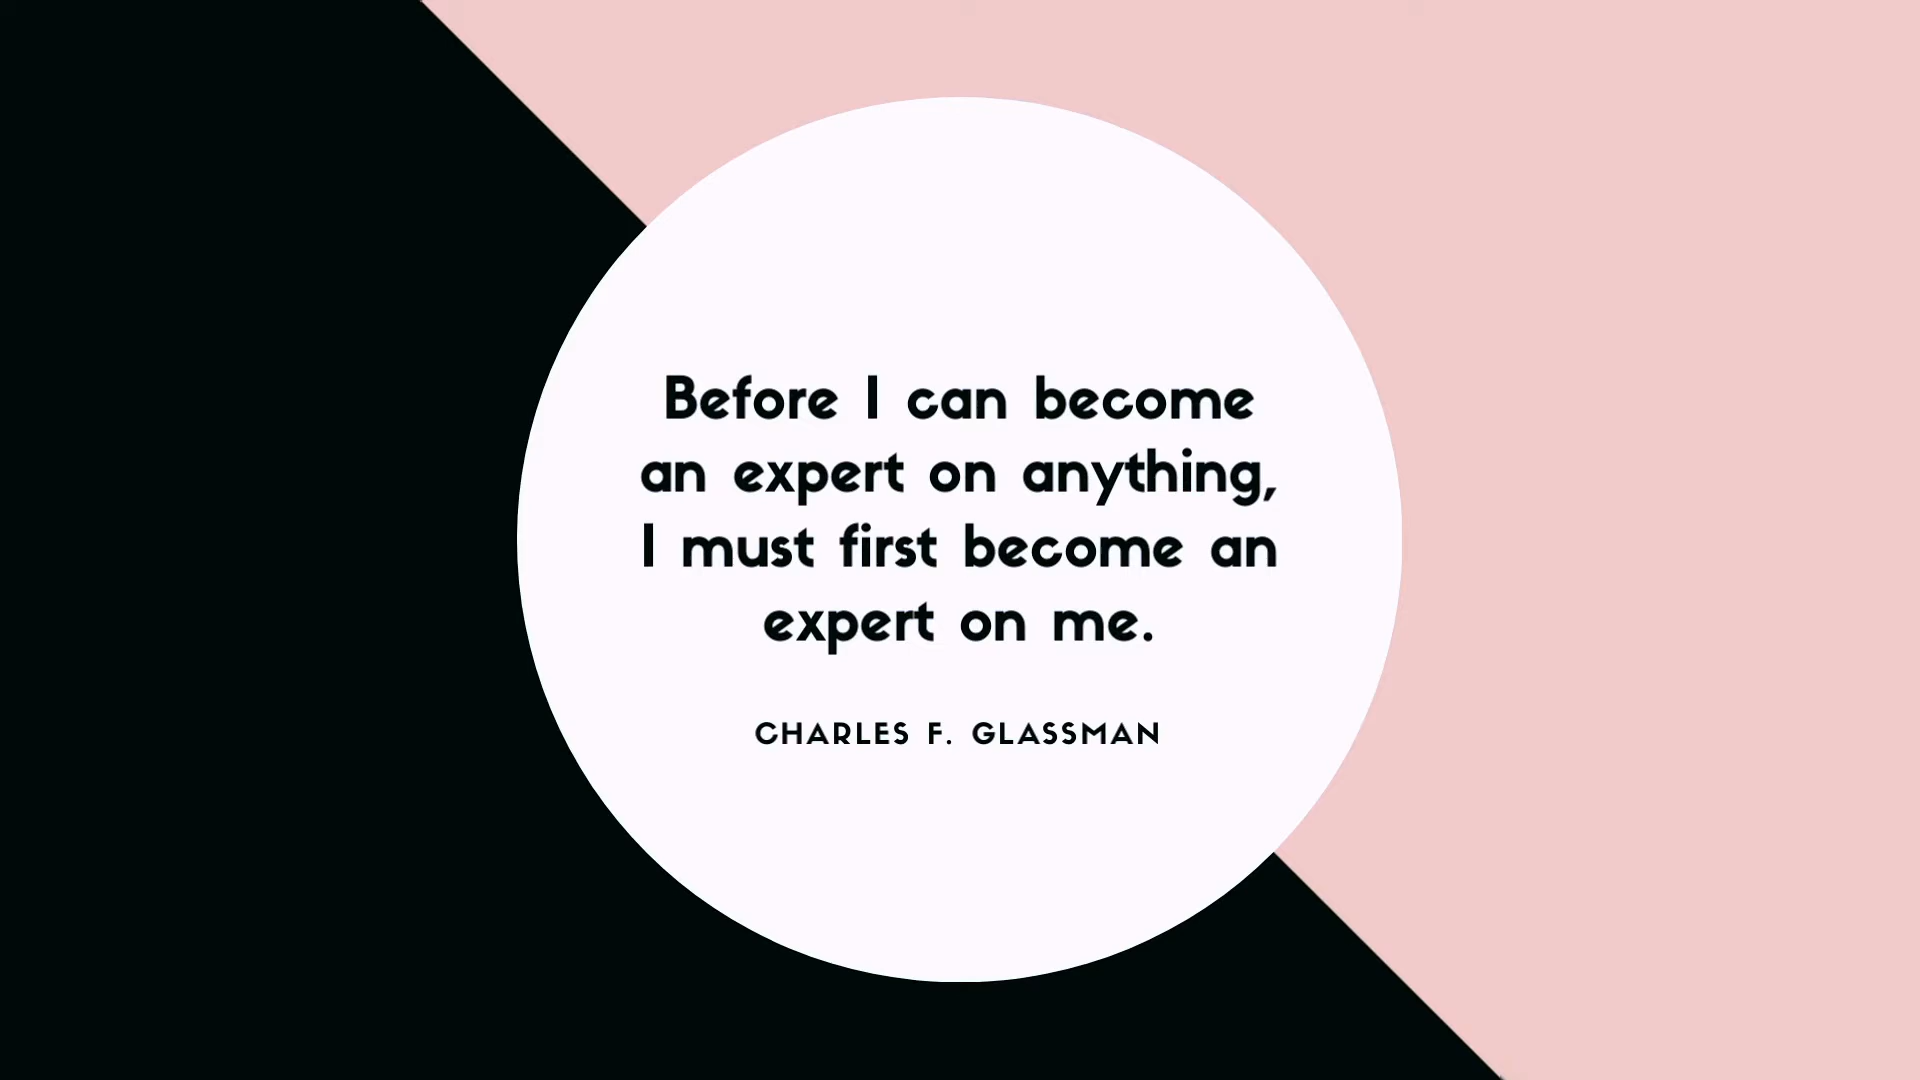 Before I can become
an expert on anything,
I must first become an
expert on me.
CHARLES F. GLASSMAN